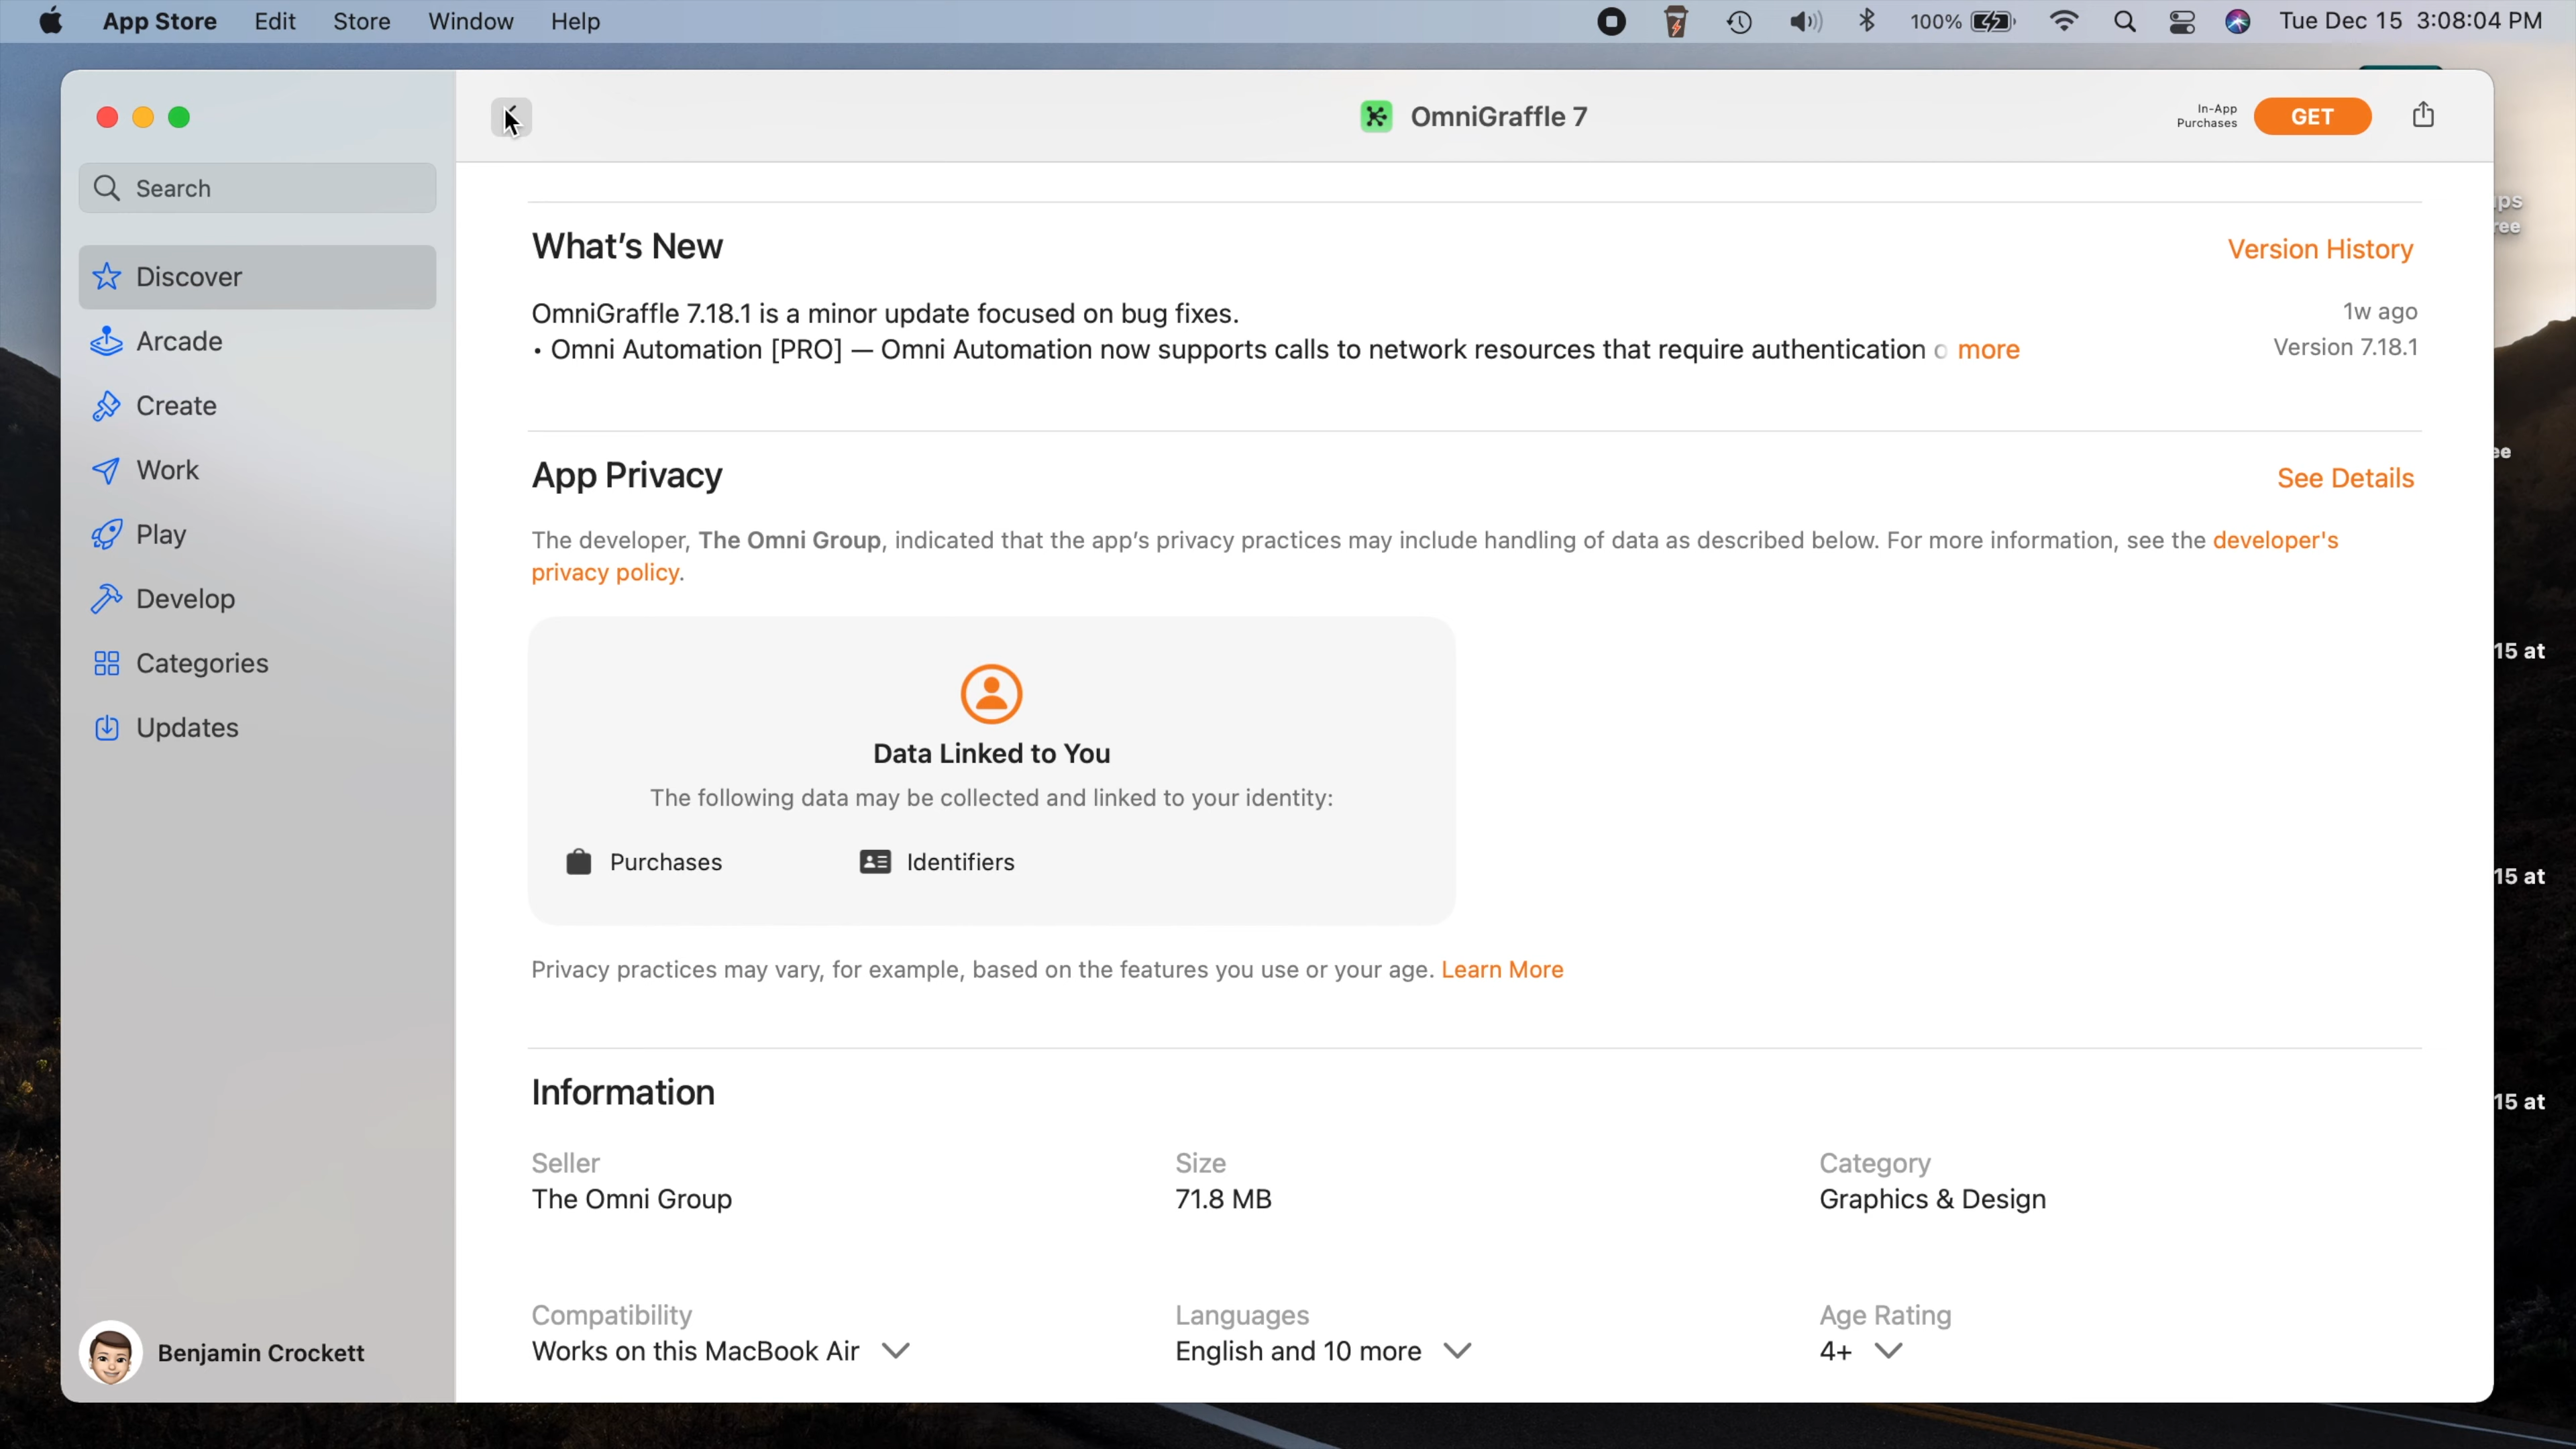 App Store Edit Store Window Help 100% Tue Dec 15 3:08:04 PM
OmniGraffle 7
In-App
Purchases
GET
Search
Discover
Arcade
Create
Work
Play
Develop
Categories
Updates
Benjamin Crockett
What's New Version History
OmniGraffle 7.18.1 is a minor update focused on bug fixes. 1w ago
• Omni Automation [PRO] — Omni Automation now supports calls to network resources that require authentication o more Version 7.18.1
App Privacy See Details
The developer, The Omni Group, indicated that the app's privacy practices may include handling of data as described below. For more information, see the developer's
privacy policy.
Data Linked to You
The following data may be collected and linked to your identity:
Purchases Identifiers
Privacy practices may vary, for example, based on the features you use or your age. Learn More
Information
Seller Size Category
The Omni Group 71.8 MB Graphics & Design
Compatibility Languages Age Rating
Works on this MacBook Air English and 10 more 4+
15 at
15 at
15 at